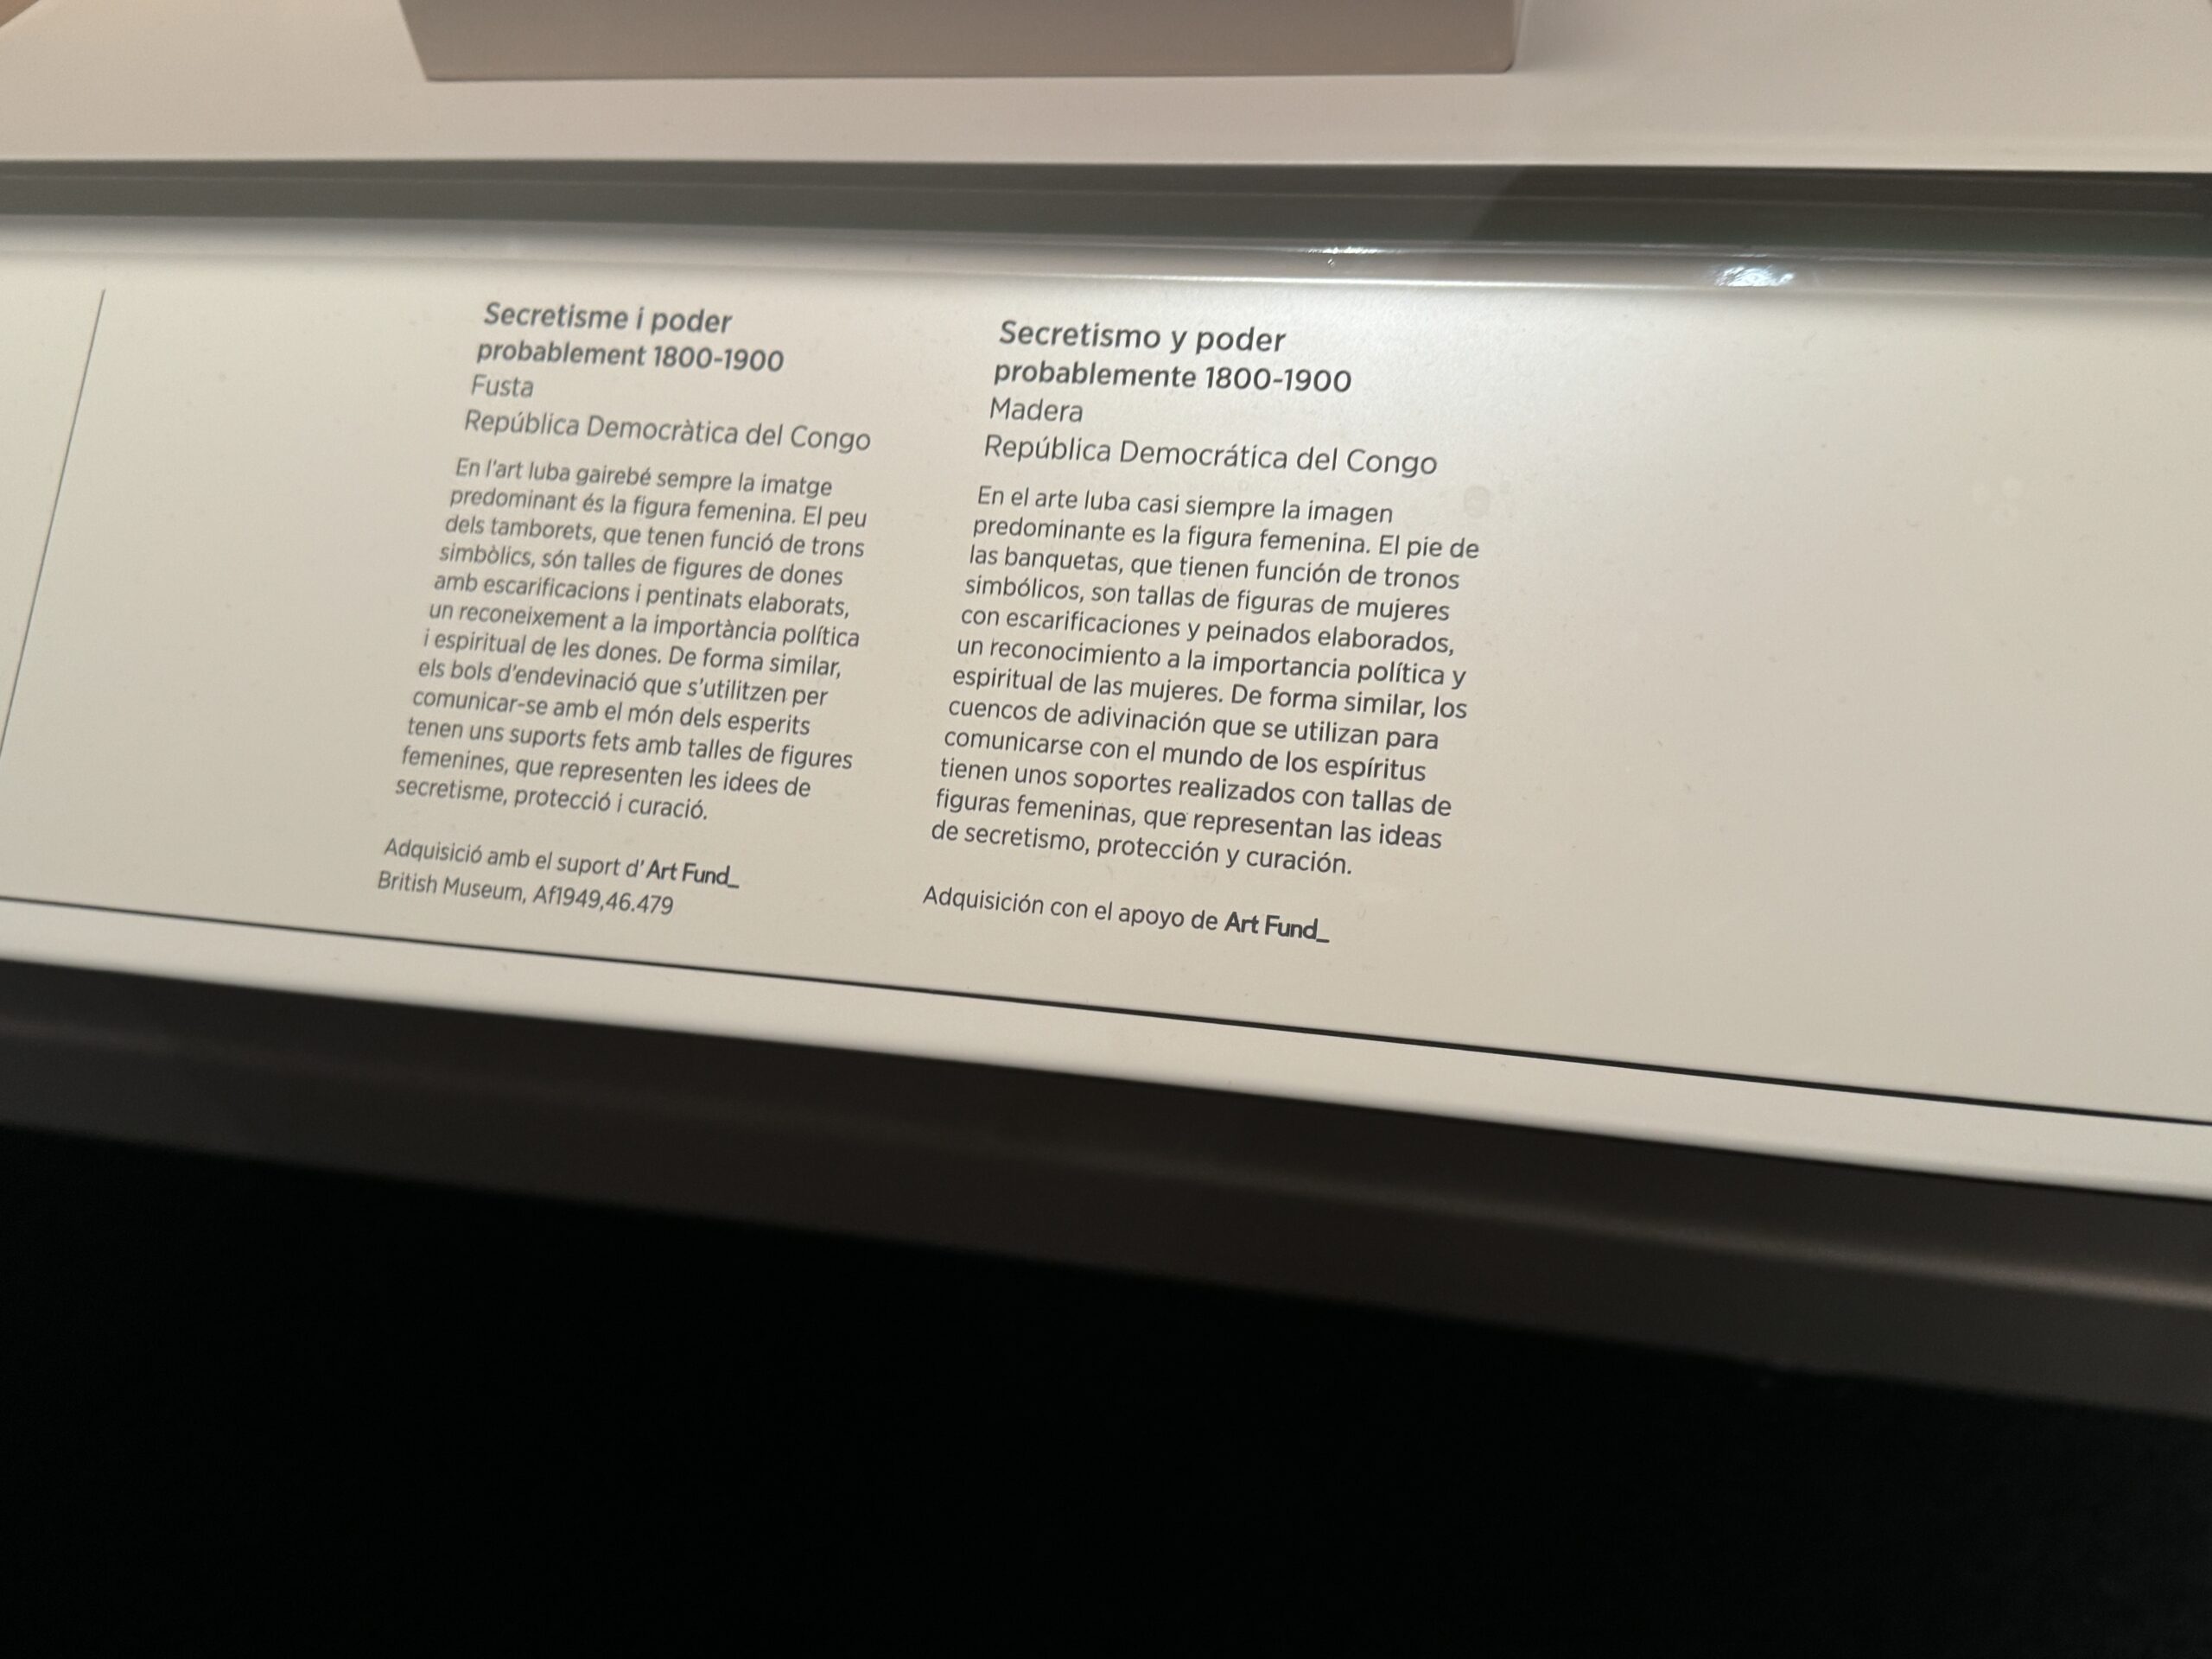 Secretisme i poder
probablement 1800-1900
Fusta
República Democràtica del Congo
En l'art luba gairebé sempre la imatge
predominant és la figura femenina. El peu
dels tamborets, que tenen funció de trons
simbòlics, són talles de figures de dones
amb escarificacions i pentinats elaborats,
un reconeixement a la importància política
i espiritual de les dones. De forma similar,
els bols d'endevinació que s'utilitzen per
comunicar-se amb el món dels esperits
tenen uns suports fets amb talles de figures
femenines, que representen les idees de
secretisme, protecció i curació.
Adquisició amb el suport d' Art Fund_
British Museum, Af1949,46.479
Secretismo y poder
probablemente 1800-1900
Madera
República Democrática del Congo
En el arte luba casi siempre la imagen
predominante es la figura femenina. El pie de
las banquetas, que tienen función de tronos
simbólicos, son tallas de figuras de mujeres
con escarificaciones y peinados elaborados,
un reconocimiento a la importancia política y
espiritual de las mujeres. De forma similar, los
cuencos de adivinación que se utilizan para
comunicarse con el mundo de los espíritus
tienen unos soportes realizados con tallas de
figuras femeninas, que representan las ideas
de secretismo, protección y curación.
Adquisición con el apoyo de Art Fund_